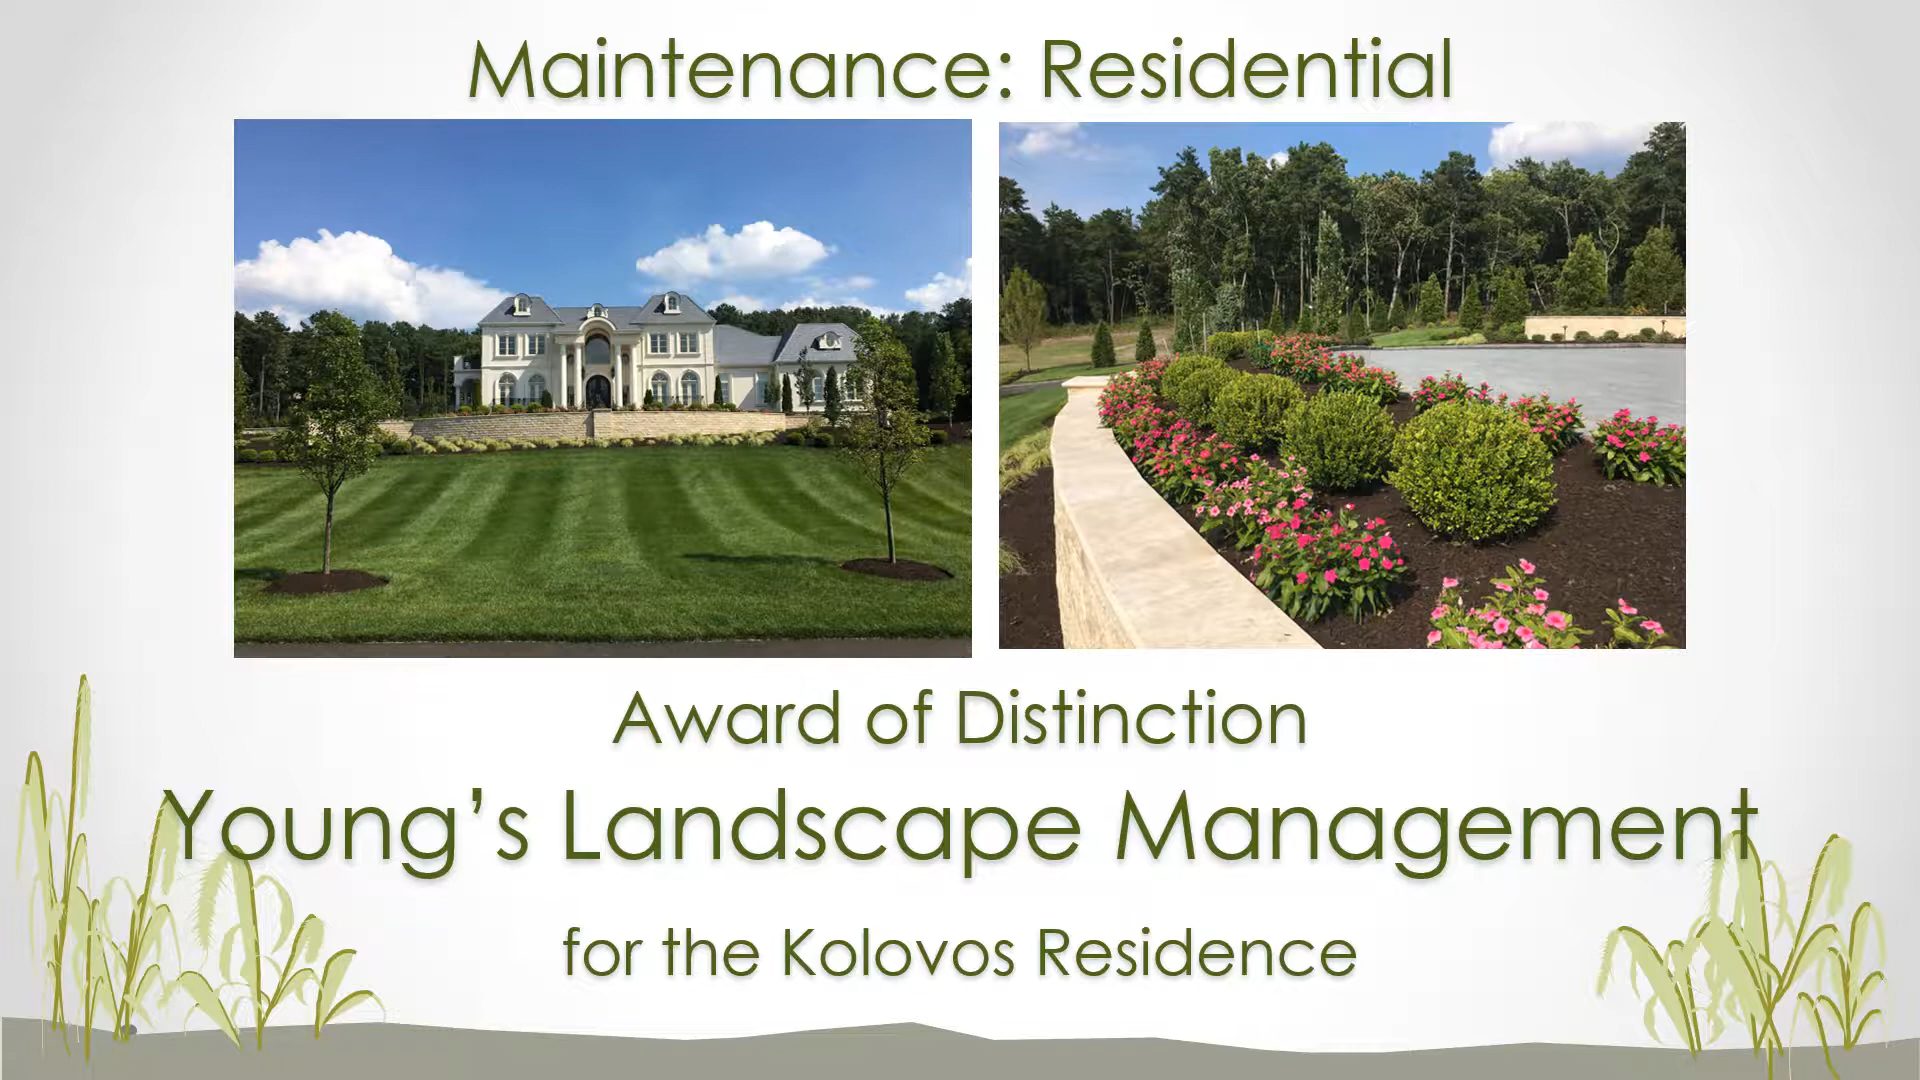 Maintenance: Residential
Award of Distinction
Young’s Landscape Management
for the Kolovos Residence